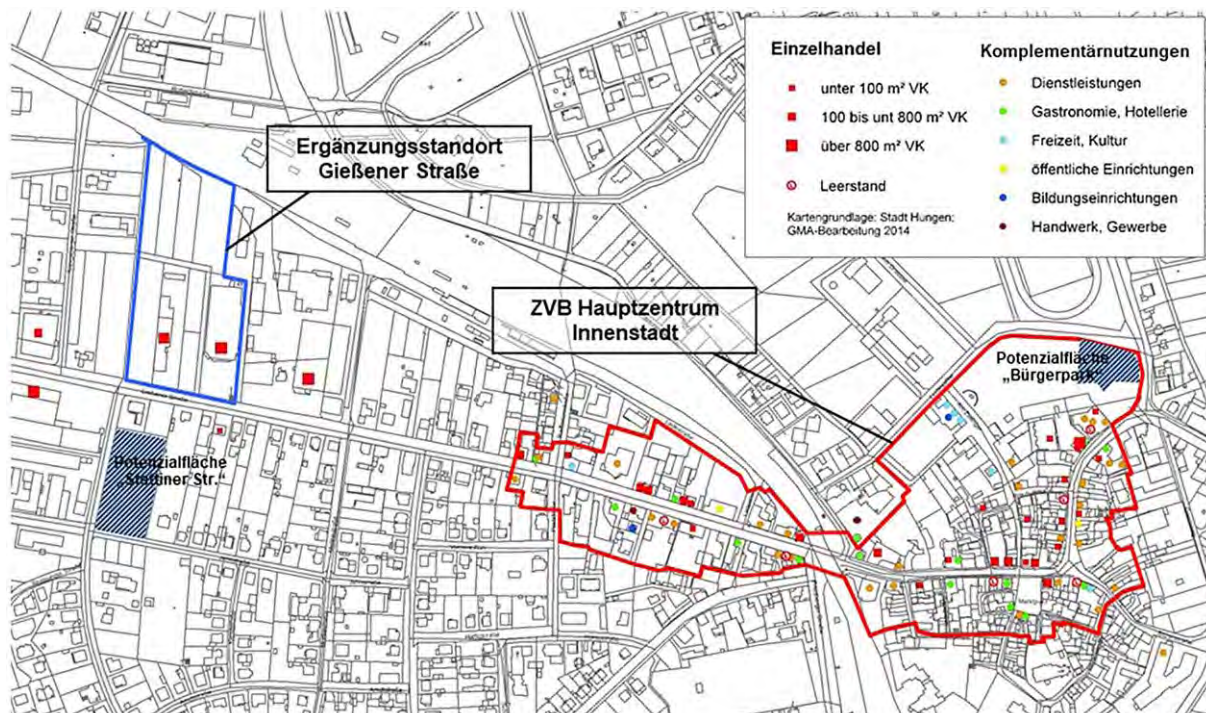 Einzelhandel
unter 100 m² VK
100 bis unt 800 m² VK
über 800 m² VK
Leerstand
Kartengrundlage: Stadt Hungen;
GMA-Bearbeitung 2014
Komplementärnutzungen
Dienstleistungen
Gastronomie, Hotellerie
Freizeit, Kultur
öffentliche Einrichtungen
Bildungseinrichtungen
Handwerk, Gewerbe
Ergänzungsstandort
Gießener Straße
ZVB Hauptzentrum
Innenstadt
Potenzialfläche
„Bürgerpark“
Potenzialfläche
„Stettiner Str.“